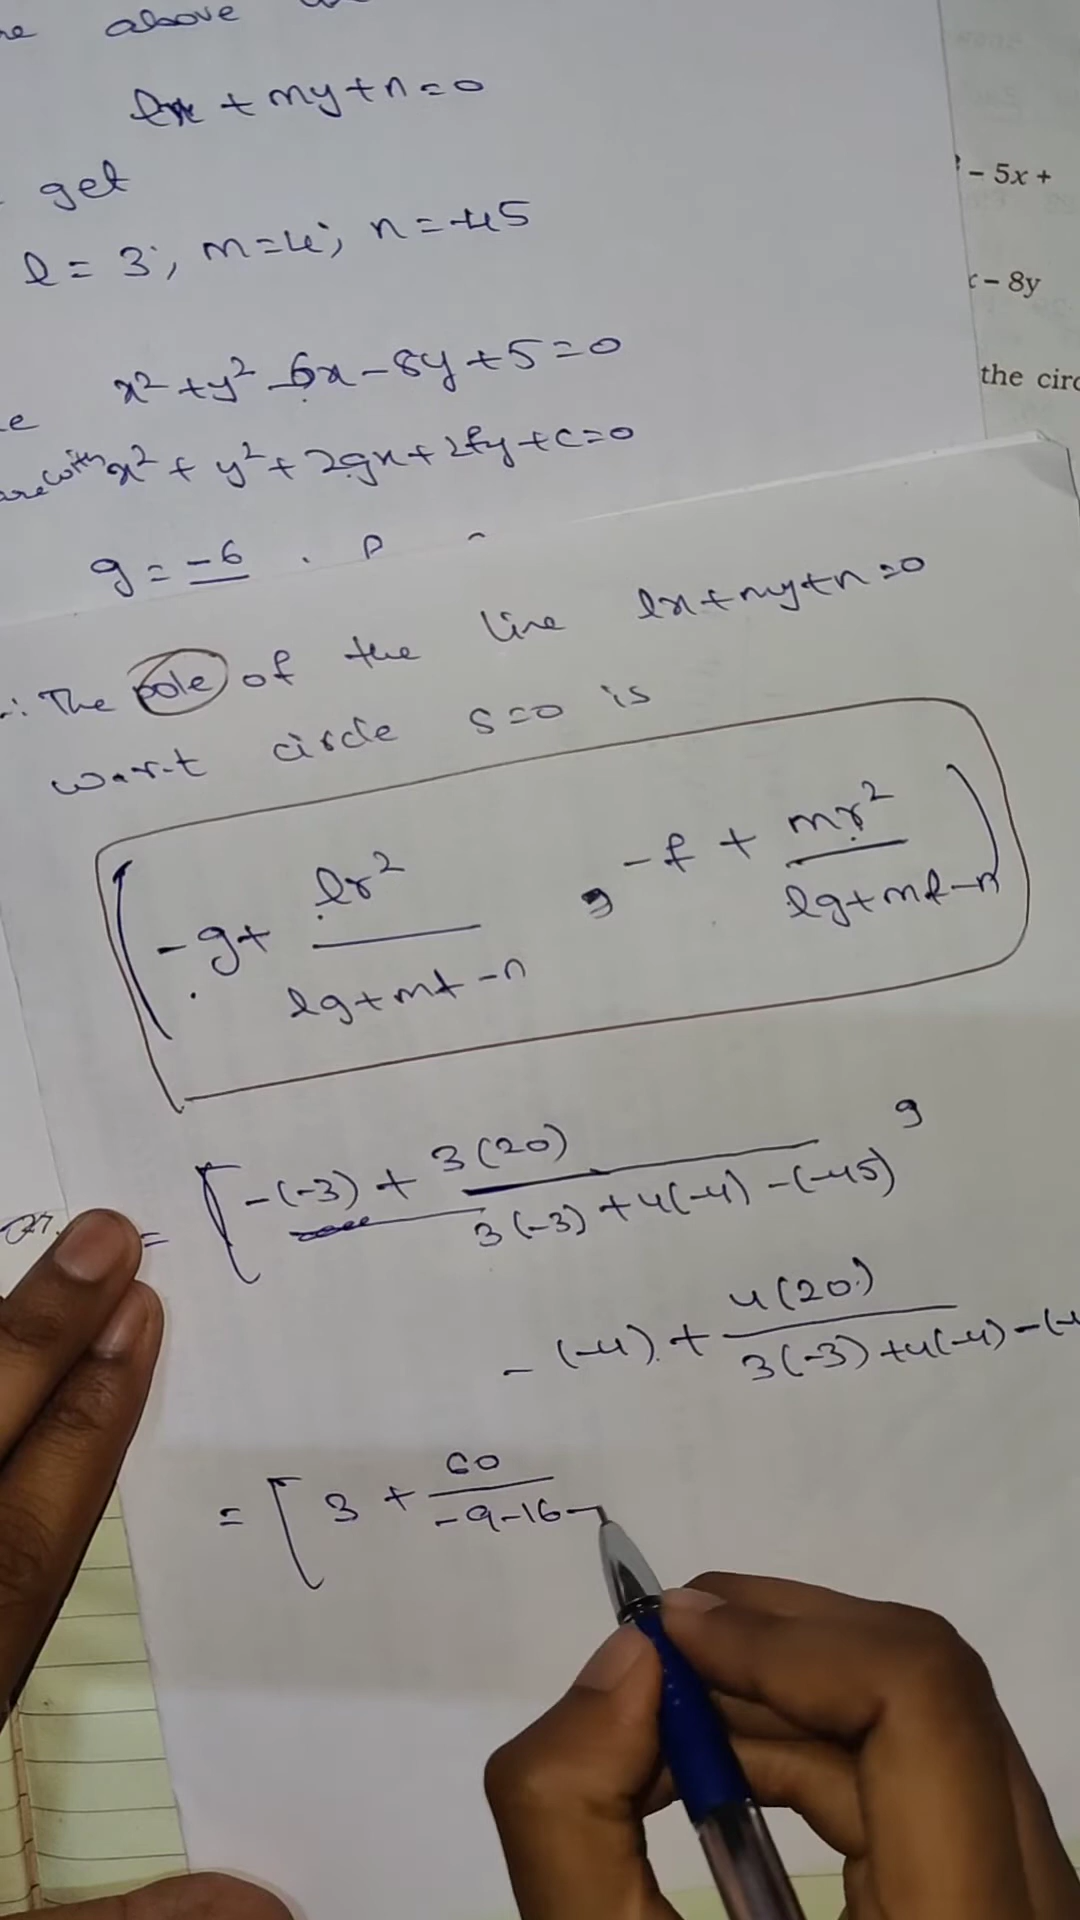 above
lx + my + n = 0
get
l = 3; m = 4; n = -45
x² + y² - 6x - 8y + 5 = 0
with x² + y² + 2gx + 2fy + c = 0
g = -6
- 5x +
- 8y
the circ
∴ The pole of the line lx + my + n = 0
w.r.t circle S=0 is
( -g + lr² / lg + mf - n , -f + mr² / lg + mf - n )
= [ -(-3) + 3(20) / 3(-3) + 4(-4) - (-45) ,
-(-4) + 4(20) / 3(-3) + 4(-4) - (-4
= [ 3 + 60 / -9-16-